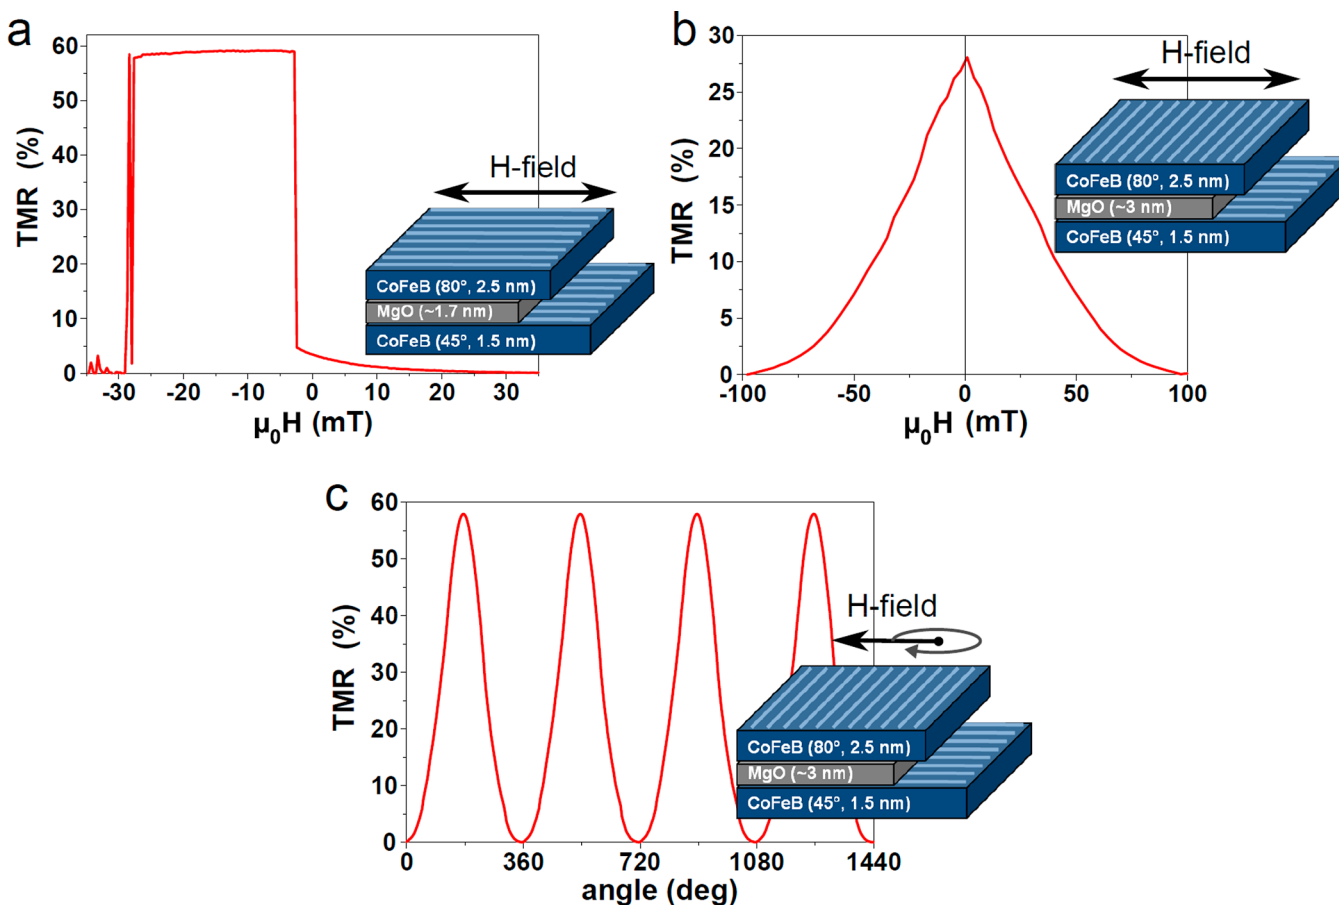 a
TMR (%)
60
50
40
30
20
10
0
-30
-20
-10
0
10
20
30
μ₀H (mT)
H-field
CoFeB (80°, 2.5 nm)
MgO (~1.7 nm)
CoFeB (45°, 1.5 nm)
b
TMR (%)
30
25
20
15
10
5
0
-100
-50
0
50
100
μ₀H (mT)
H-field
CoFeB (80°, 2.5 nm)
MgO (~3 nm)
CoFeB (45°, 1.5 nm)
c
TMR (%)
60
50
40
30
20
10
0
0
360
720
1080
1440
angle (deg)
H-field
CoFeB (80°, 2.5 nm)
MgO (~3 nm)
CoFeB (45°, 1.5 nm)